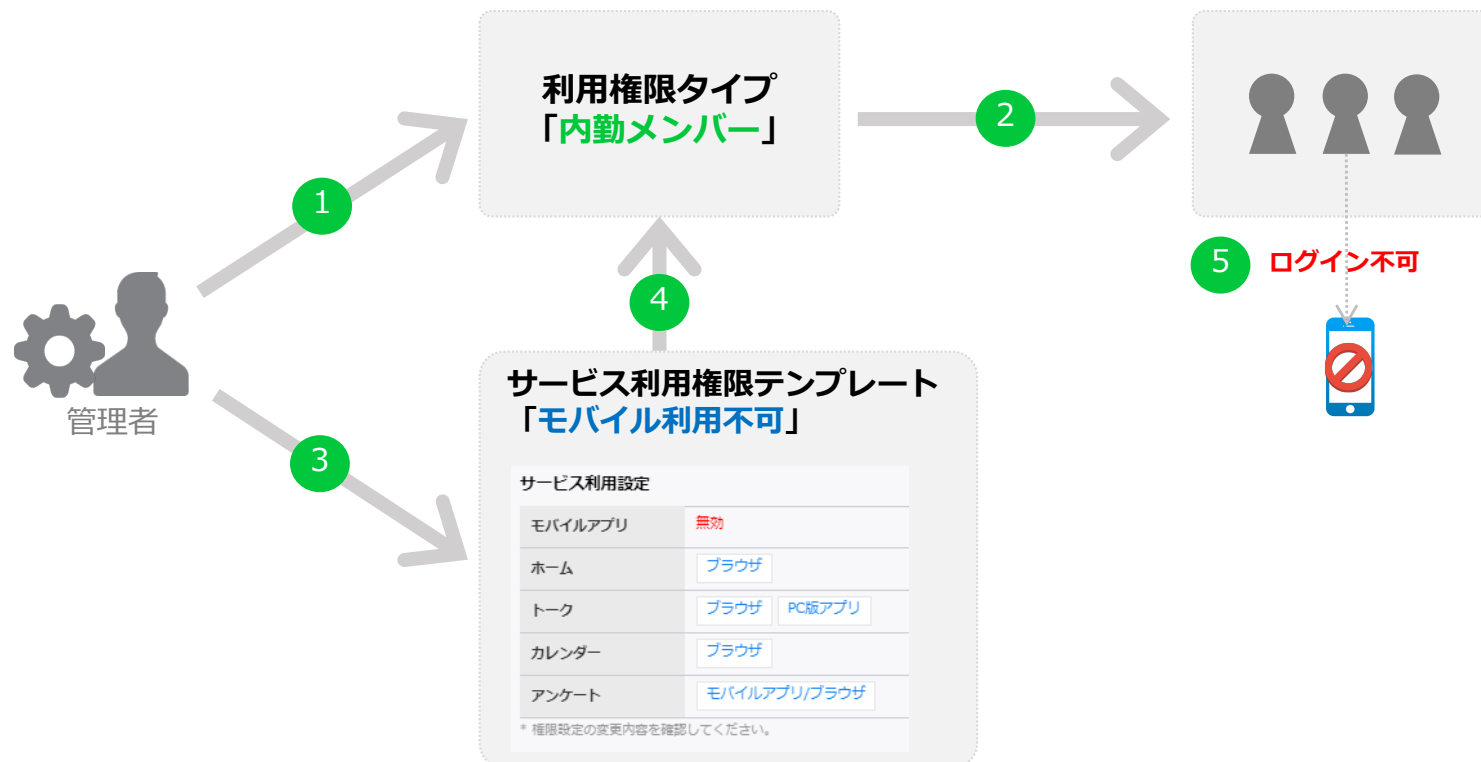 利用権限タイプ
「内勤メンバー」
2
1
5
ログイン不可
4
管理者
サービス利用権限テンプレート
「モバイル利用不可」
3
サービス利用設定
モバイルアプリ 無効
ホーム ブラウザ
トーク ブラウザ PC版アプリ
カレンダー ブラウザ
アンケート モバイルアプリ/ブラウザ
* 権限設定の変更内容を確認してください。